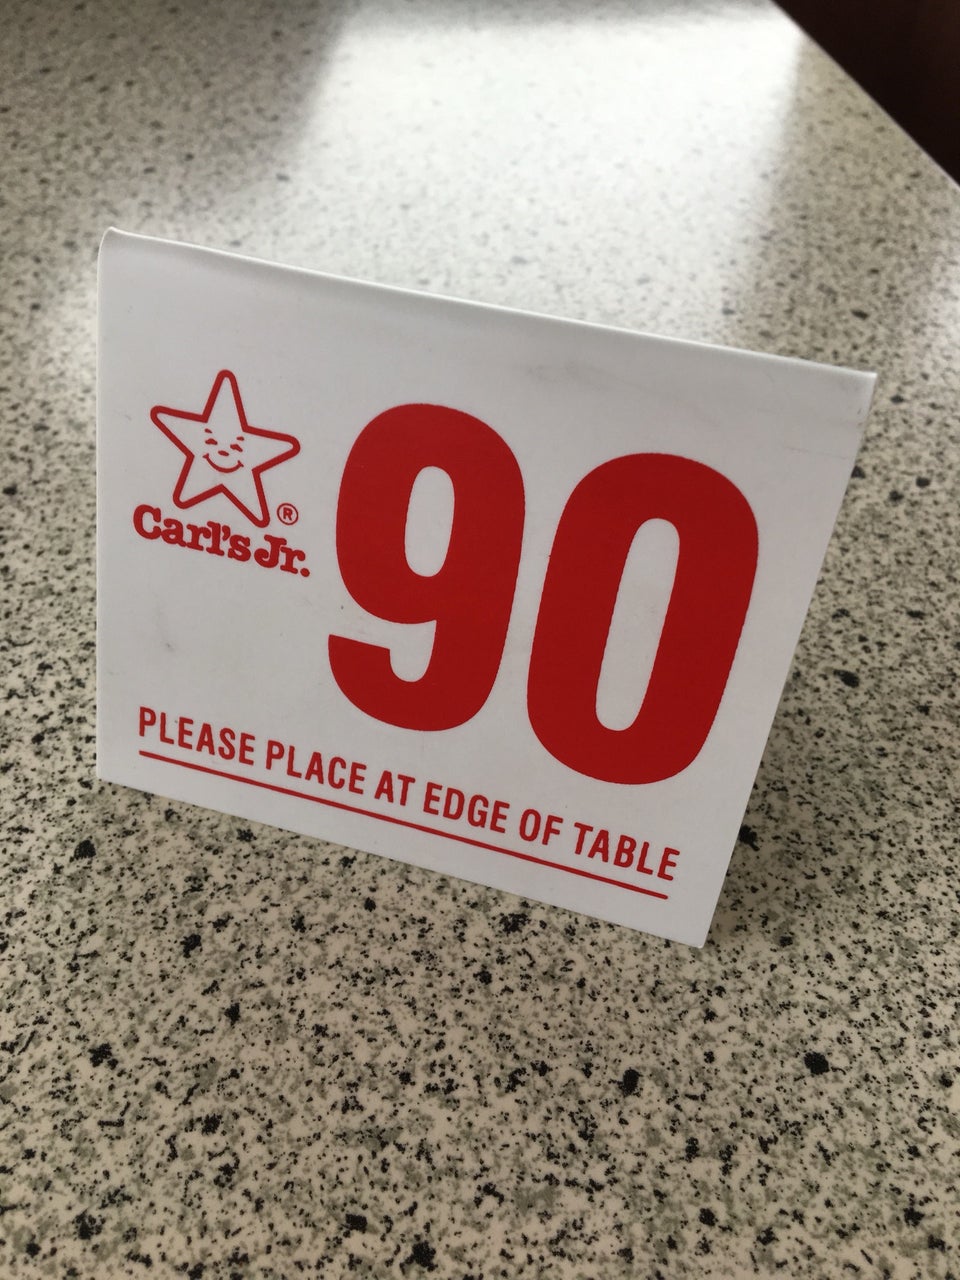 90
®
Carl's Jr.
PLEASE PLACE AT EDGE OF TABLE